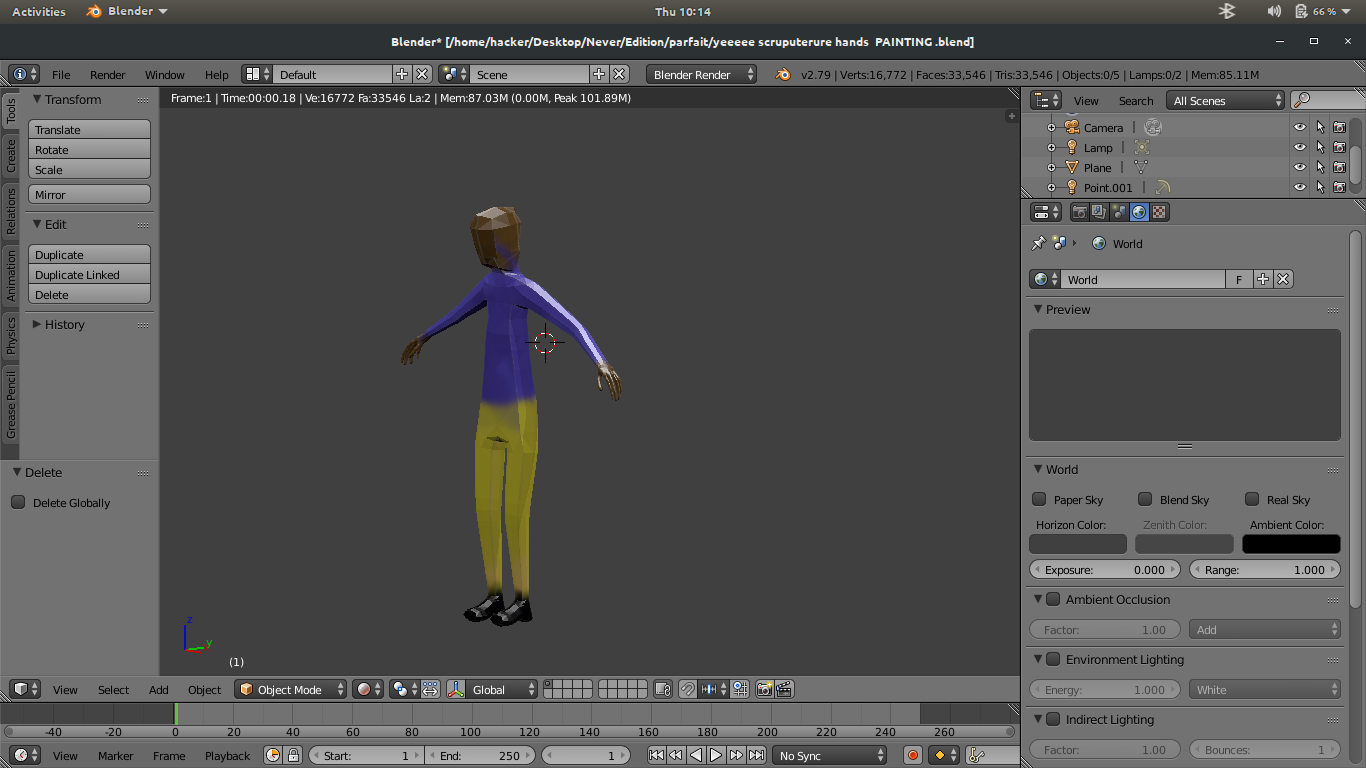 Activities Blender Thu 10:14 66 %
Blender* [/home/hacker/Desktop/Never/Edition/parfait/yeeeee scruputerure hands  PAINTING .blend]
File Render Window Help Default Scene Blender Render v2.79 | Verts:16,772 | Faces:33,546 | Tris:33,546 | Objects:0/5 | Lamps:0/2 | Mem:85.11M
Frame:1 | Time:00:00.18 | Ve:16772 Fa:33546 La:2 | Mem:87.03M (0.00M, Peak 101.89M)
Tools
Create
Relations
Animation
Physics
Grease Pencil
Transform
Translate
Rotate
Scale
Mirror
Edit
Duplicate
Duplicate Linked
Delete
History
Delete
Delete Globally
z
y
(1)
View Search All Scenes
Camera
Lamp
Plane
Point.001
World
World F
Preview
World
Paper Sky Blend Sky Real Sky
Horizon Color: Zenith Color: Ambient Color:
Exposure: 0.000 Range: 1.000
Ambient Occlusion
Factor: 1.00 Add
Environment Lighting
Energy: 1.000 White
Indirect Lighting
Factor: 1.00 Bounces: 1
View Select Add Object Object Mode Global
-40 -20 0 20 40 60 80 100 120 140 160 180 200 220 240 260
View Marker Frame Playback Start: 1 End: 250 1 No Sync